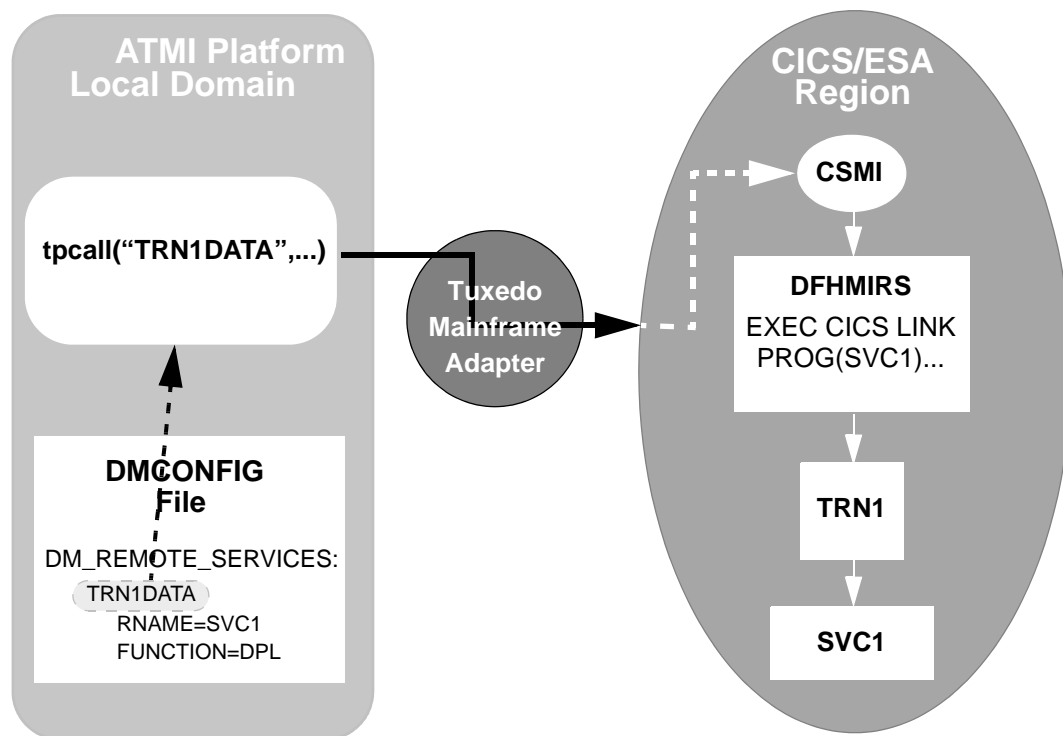 ATMI Platform
Local Domain
tpcall(“TRN1DATA”,...)
DMCONFIG
File
DM_REMOTE_SERVICES:
TRN1DATA
RNAME=SVC1
FUNCTION=DPL
Tuxedo
Mainframe
Adapter
CICS/ESA
Region
CSMI
DFHMIRS
EXEC CICS LINK
PROG(SVC1)...
TRN1
SVC1